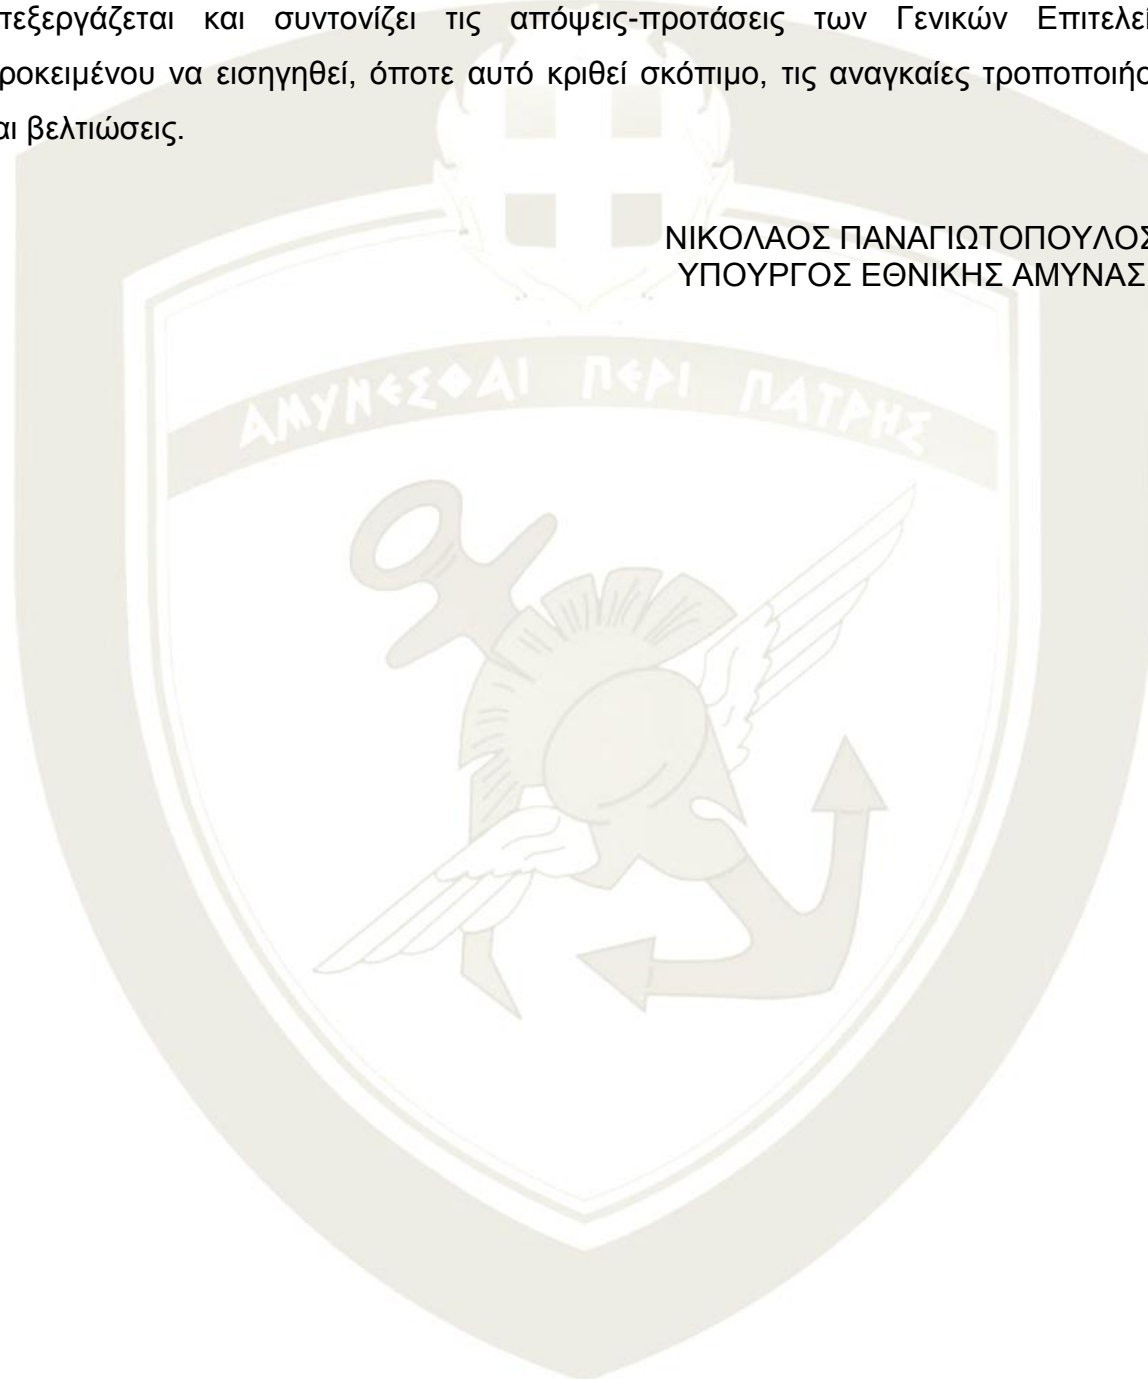 τεξεργάζεται και συντονίζει τις απόψεις-προτάσεις των Γενικών Επιτελεί
ροκειμένου να εισηγηθεί, όποτε αυτό κριθεί σκόπιμο, τις αναγκαίες τροποποιήσ
αι βελτιώσεις.
ΝΙΚΟΛΑΟΣ ΠΑΝΑΓΙΩΤΟΠΟΥΛΟΣ
ΥΠΟΥΡΓΟΣ ΕΘΝΙΚΗΣ ΑΜΥΝΑΣ
ΑΜΥΝΕΣΘΑΙ ΠΕΡΙ ΠΑΤΡΗΣ